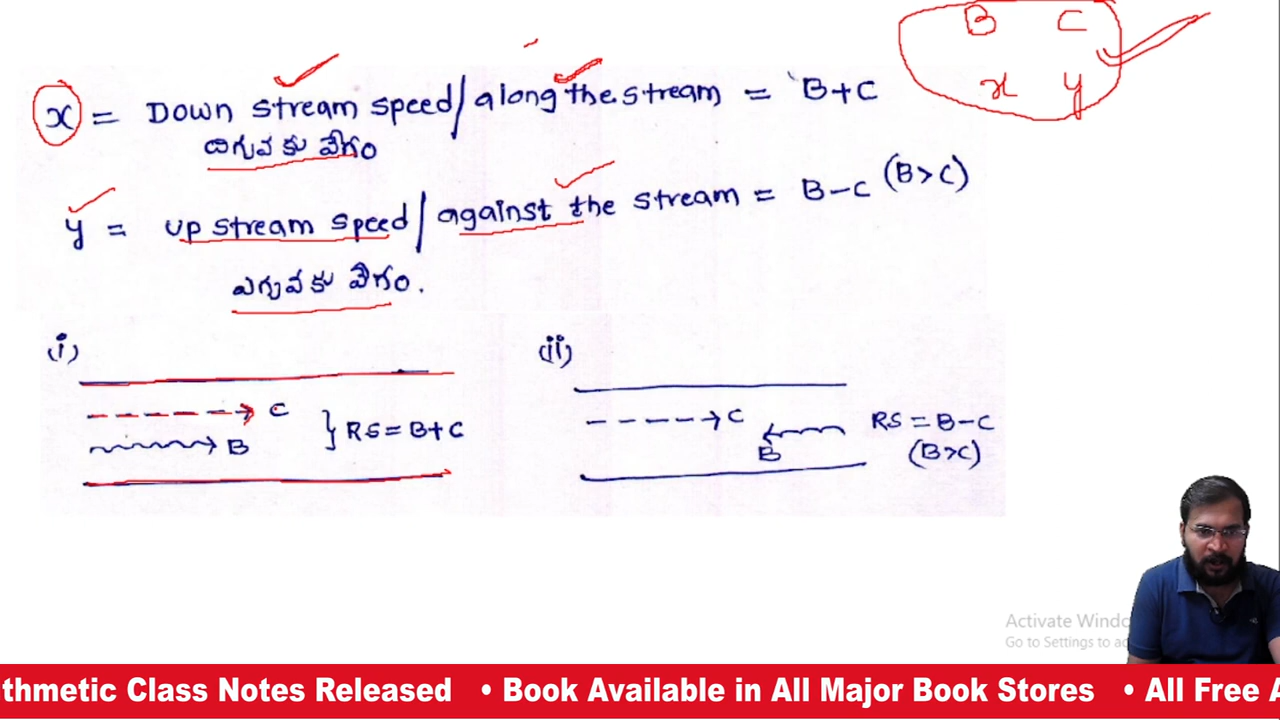 B C
x y
x = Down stream speed/along the stream = B+C
దిగువకు వేగం
y = up stream speed/against the stream = B-C (B>C)
ఎగువకు వేగం.
(i)
C
B
} RS = B+C
(ii)
C
B
RS = B-C
(B>C)
Activate Windo
Go to Settings to ac
ithmetic Class Notes Released • Book Available in All Major Book Stores • All Free A